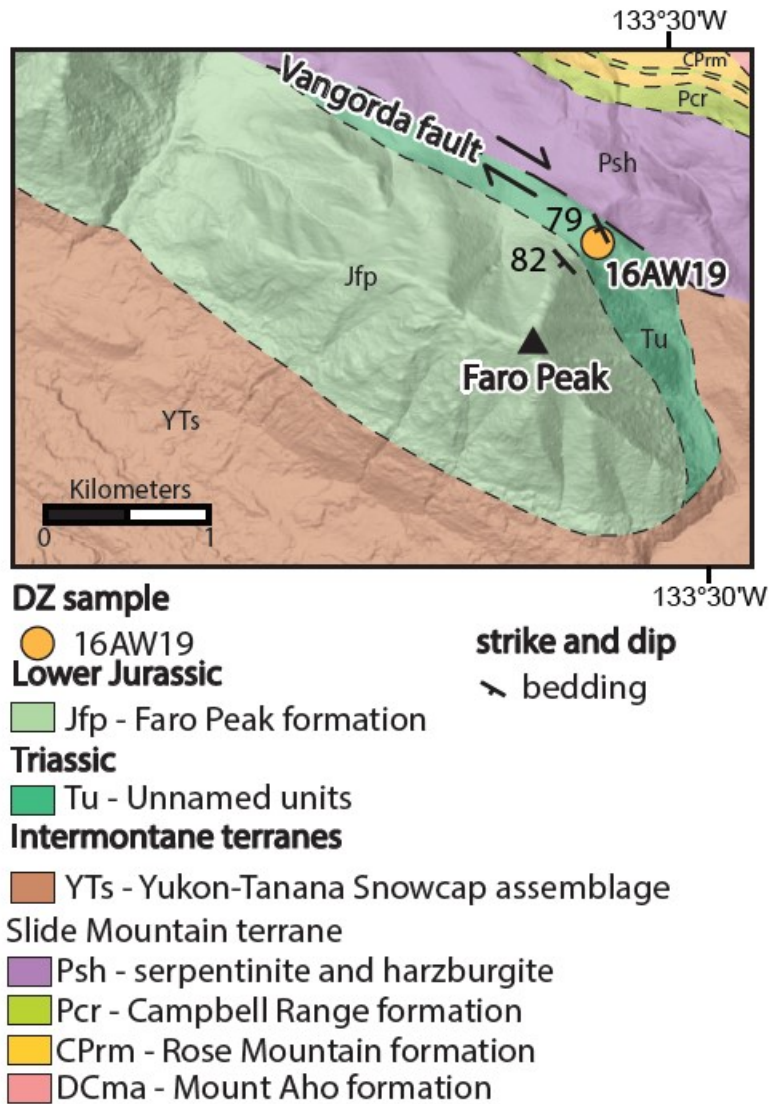 133°30'W
CPrm
Pcr
Vangorda fault
Psh
79
82
16AW19
Jfp
Tu
Faro Peak
YTs
Kilometers
0 1
133°30'W
DZ sample
16AW19
strike and dip
bedding
Lower Jurassic
Jfp - Faro Peak formation
Triassic
Tu - Unnamed units
Intermontane terranes
YTs - Yukon-Tanana Snowcap assemblage
Slide Mountain terrane
Psh - serpentinite and harzburgite
Pcr - Campbell Range formation
CPrm - Rose Mountain formation
DCma - Mount Aho formation